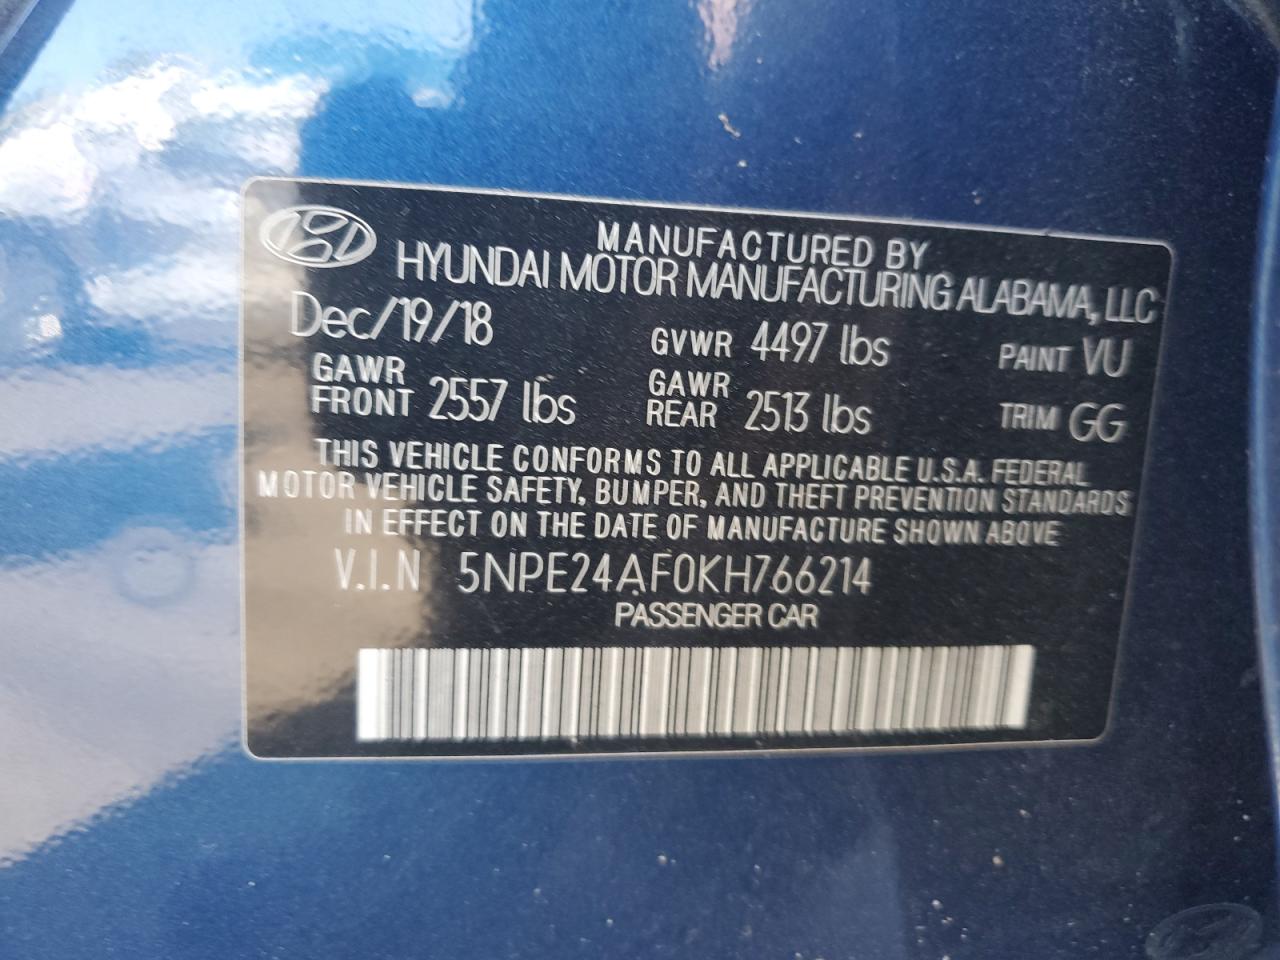 MANUFACTURED BY
HYUNDAI MOTOR MANUFACTURING ALABAMA, LLC
Dec/19/18 GVWR 4497 lbs PAINT VU
GAWR FRONT 2557 lbs GAWR REAR 2513 lbs TRIM GG
THIS VEHICLE CONFORMS TO ALL APPLICABLE U.S.A. FEDERAL
MOTOR VEHICLE SAFETY, BUMPER, AND THEFT PREVENTION STANDARDS
IN EFFECT ON THE DATE OF MANUFACTURE SHOWN ABOVE
V.I.N 5NPE24AF0KH766214
PASSENGER CAR